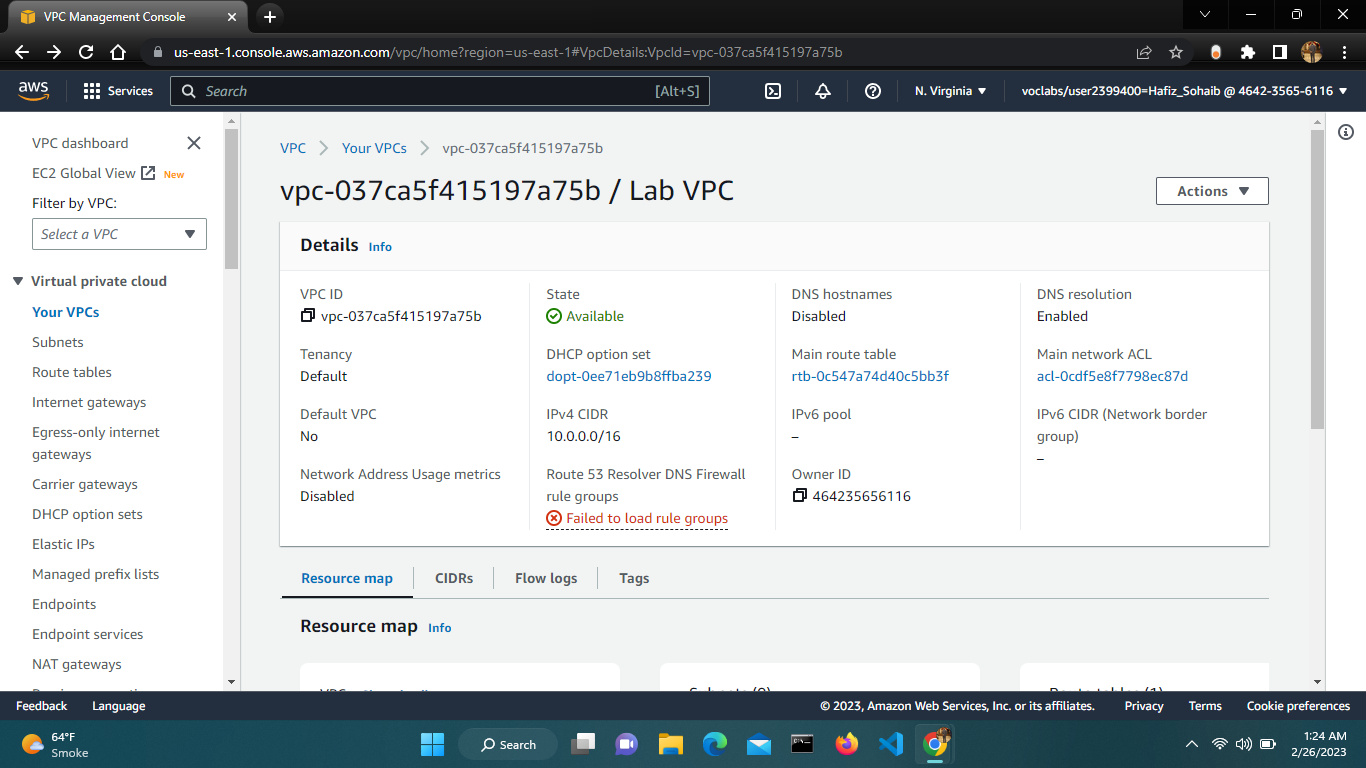 VPC Management Console
us-east-1.console.aws.amazon.com/vpc/home?region=us-east-1#VpcDetails:VpcId=vpc-037ca5f415197a75b
aws
Services
Search
[Alt+S]
N. Virginia
voclabs/user2399400=Hafiz_Sohaib @ 4642-3565-6116
VPC dashboard
EC2 Global View
New
Filter by VPC:
Select a VPC
Virtual private cloud
Your VPCs
Subnets
Route tables
Internet gateways
Egress-only internet
gateways
Carrier gateways
DHCP option sets
Elastic IPs
Managed prefix lists
Endpoints
Endpoint services
NAT gateways
VPC
Your VPCs
vpc-037ca5f415197a75b
vpc-037ca5f415197a75b / Lab VPC
Actions
Details
Info
VPC ID
vpc-037ca5f415197a75b
State
Available
DNS hostnames
Disabled
DNS resolution
Enabled
Tenancy
Default
DHCP option set
dopt-0ee71eb9b8ffba239
Main route table
rtb-0c547a74d40c5bb3f
Main network ACL
acl-0cdf5e8f7798ec87d
Default VPC
No
IPv4 CIDR
10.0.0.0/16
IPv6 pool
–
IPv6 CIDR (Network border
group)
–
Network Address Usage metrics
Disabled
Route 53 Resolver DNS Firewall
rule groups
Failed to load rule groups
Owner ID
464235656116
Resource map
CIDRs
Flow logs
Tags
Resource map
Info
VPC
Subnets (0)
Route tables (1)
Feedback
Language
© 2023, Amazon Web Services, Inc. or its affiliates.
Privacy
Terms
Cookie preferences
64°F
Smoke
Search
1:24 AM
2/26/2023